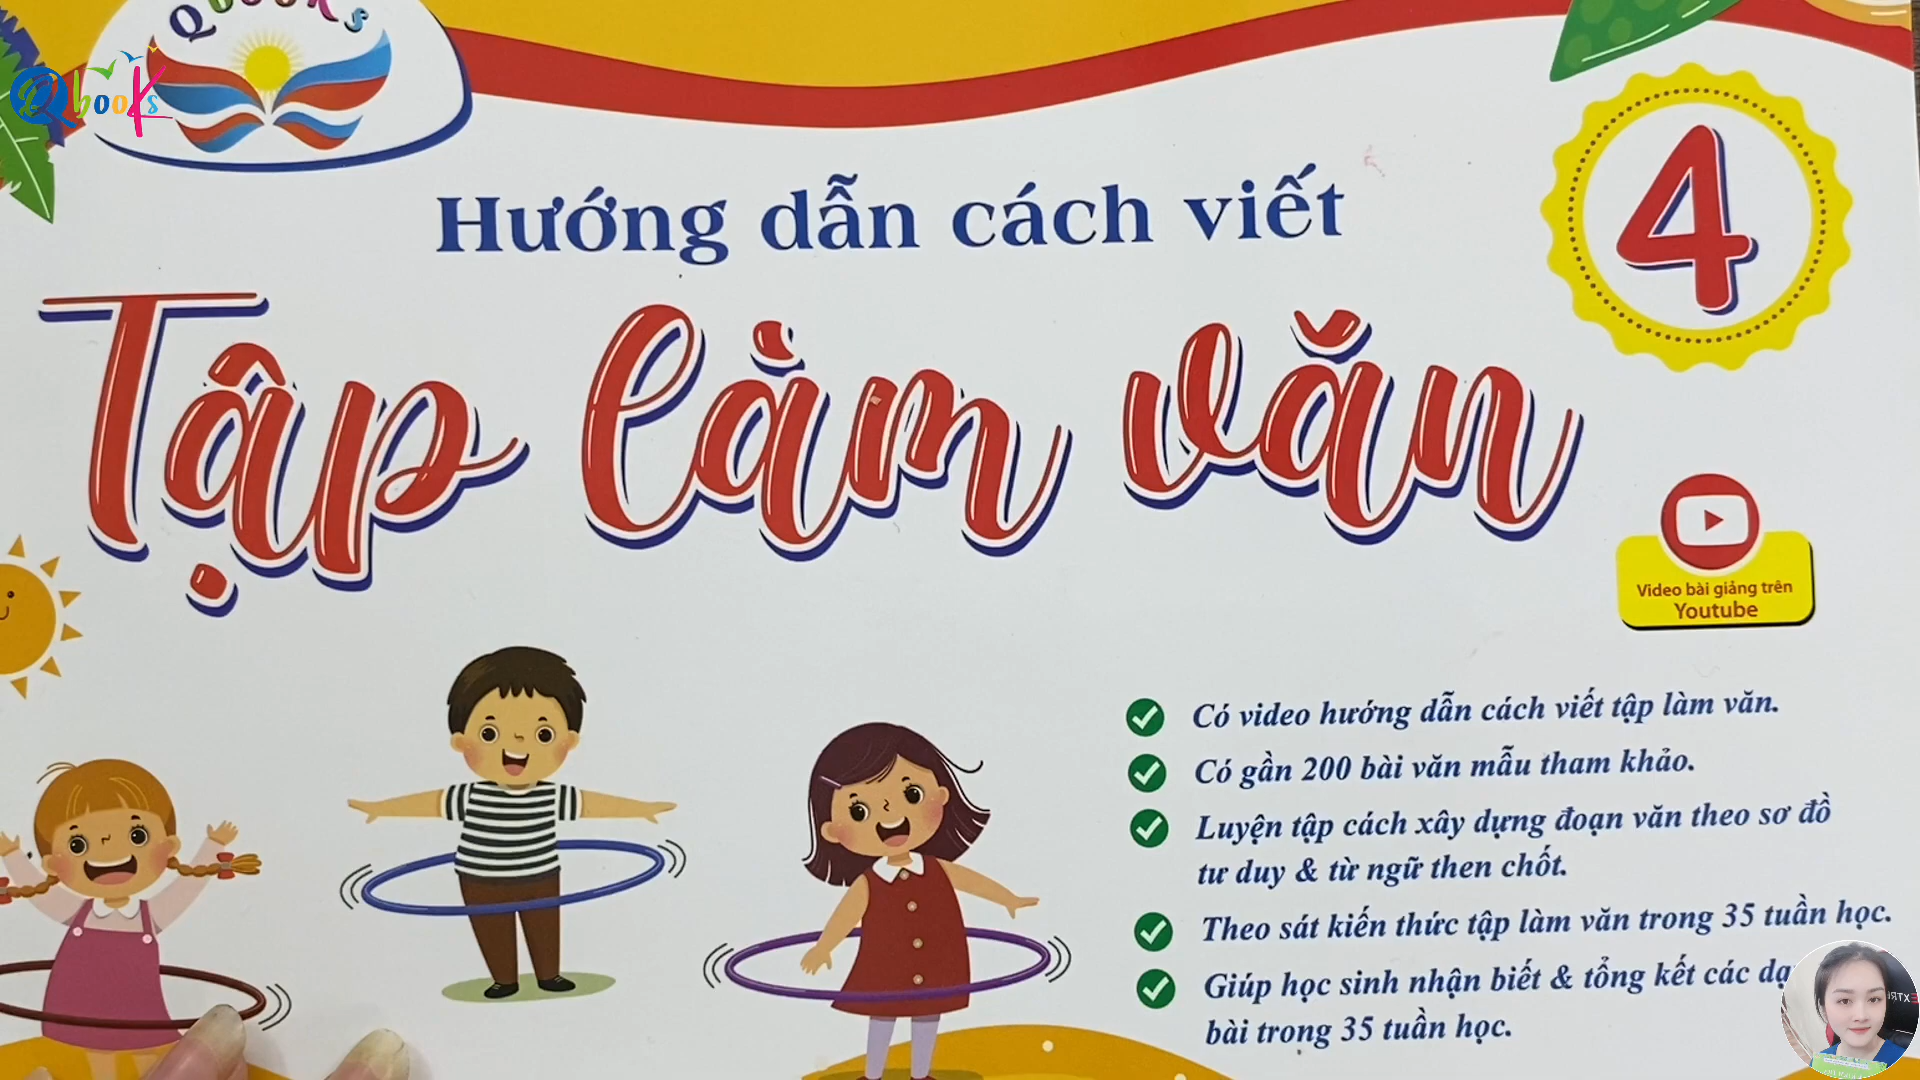 Qbooks
Qbooks
Hướng dẫn cách viết
4
Tập làm văn
Video bài giảng trên
Youtube
Có video hướng dẫn cách viết tập làm văn.
Có gần 200 bài văn mẫu tham khảo.
Luyện tập cách xây dựng đoạn văn theo sơ đồ
tư duy & từ ngữ then chốt.
Theo sát kiến thức tập làm văn trong 35 tuần học.
Giúp học sinh nhận biết & tổng kết các
bài trong 35 tuần học.